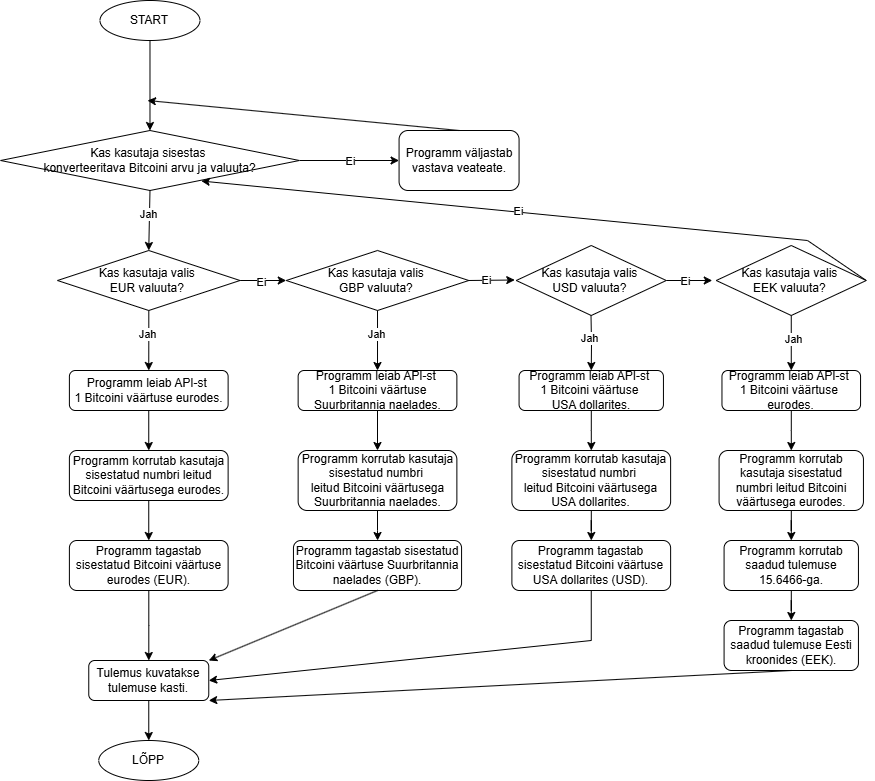 START
Kas kasutaja sisestas
konverteeritava Bitcoini arvu ja valuuta?
Ei
Programm väljastab
vastava veateate.
Jah
Ei
Kas kasutaja valis
EUR valuuta?
Ei
Kas kasutaja valis
GBP valuuta?
Ei
Kas kasutaja valis
USD valuuta?
Ei
Kas kasutaja valis
EEK valuuta?
Jah
Jah
Jah
Jah
Programm leiab API-st
1 Bitcoini väärtuse eurodes.
Programm leiab API-st
1 Bitcoini väärtuse
Suurbritannia naelades.
Programm leiab API-st
1 Bitcoini väärtuse
USA dollarites.
Programm leiab API-st
1 Bitcoini väärtuse
eurodes.
Programm korrutab kasutaja
sisestatud numbri leitud
Bitcoini väärtusega eurodes.
Programm korrutab kasutaja
sisestatud numbri
leitud Bitcoini väärtusega
Suurbritannia naelades.
Programm korrutab kasutaja
sisestatud numbri
leitud Bitcoini väärtusega
USA dollarites.
Programm korrutab
kasutaja sisestatud
numbri leitud Bitcoini
väärtusega eurodes.
Programm tagastab
sisestatud Bitcoini väärtuse
eurodes (EUR).
Programm tagastab sisestatud
Bitcoini väärtuse Suurbritannia
naelades (GBP).
Programm tagastab
sisestatud Bitcoini väärtuse
USA dollarites (USD).
Programm korrutab
saadud tulemuse
15.6466-ga.
Programm tagastab
saadud tulemuse Eesti
kroonides (EEK).
Tulemus kuvatakse
tulemuse kasti.
LÕPP